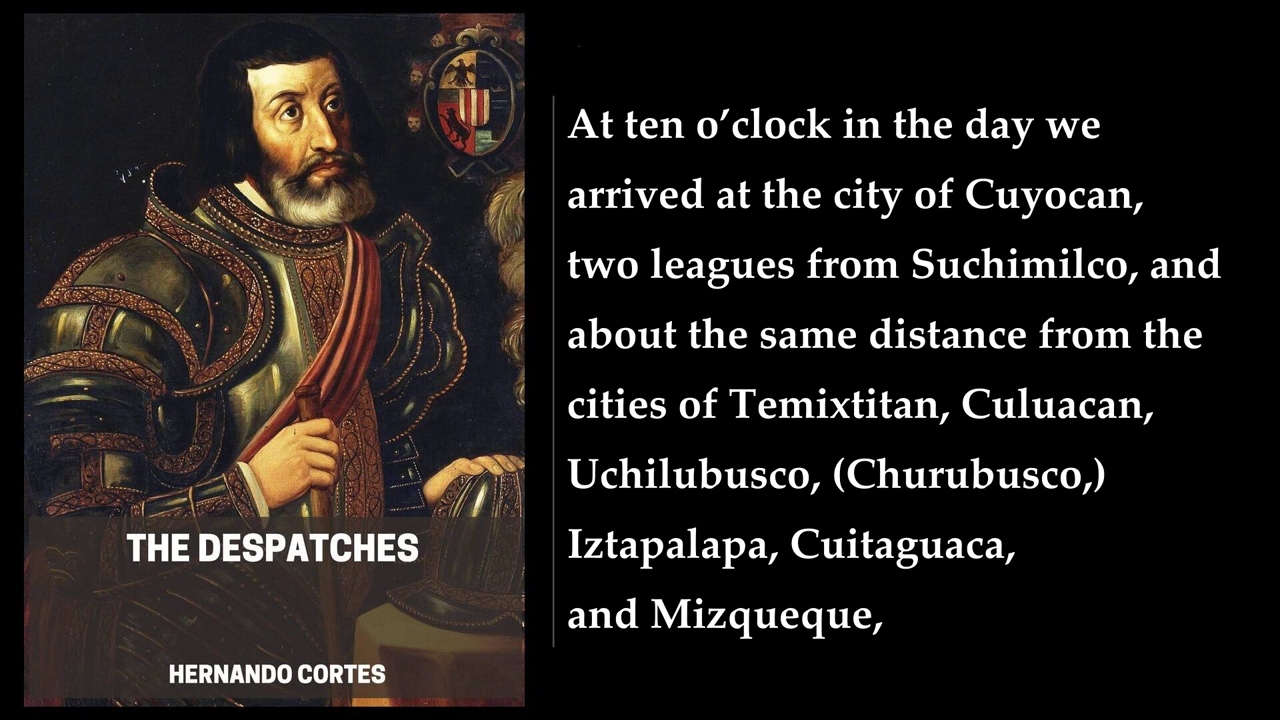 THE DESPATCHES
HERNANDO CORTES
At ten o’clock in the day we
arrived at the city of Cuyocan,
two leagues from Suchimilco, and
about the same distance from the
cities of Temixtitan, Culuacan,
Uchilubusco, (Churubusco,)
Iztapalapa, Cuitaguaca,
and Mizqueque,